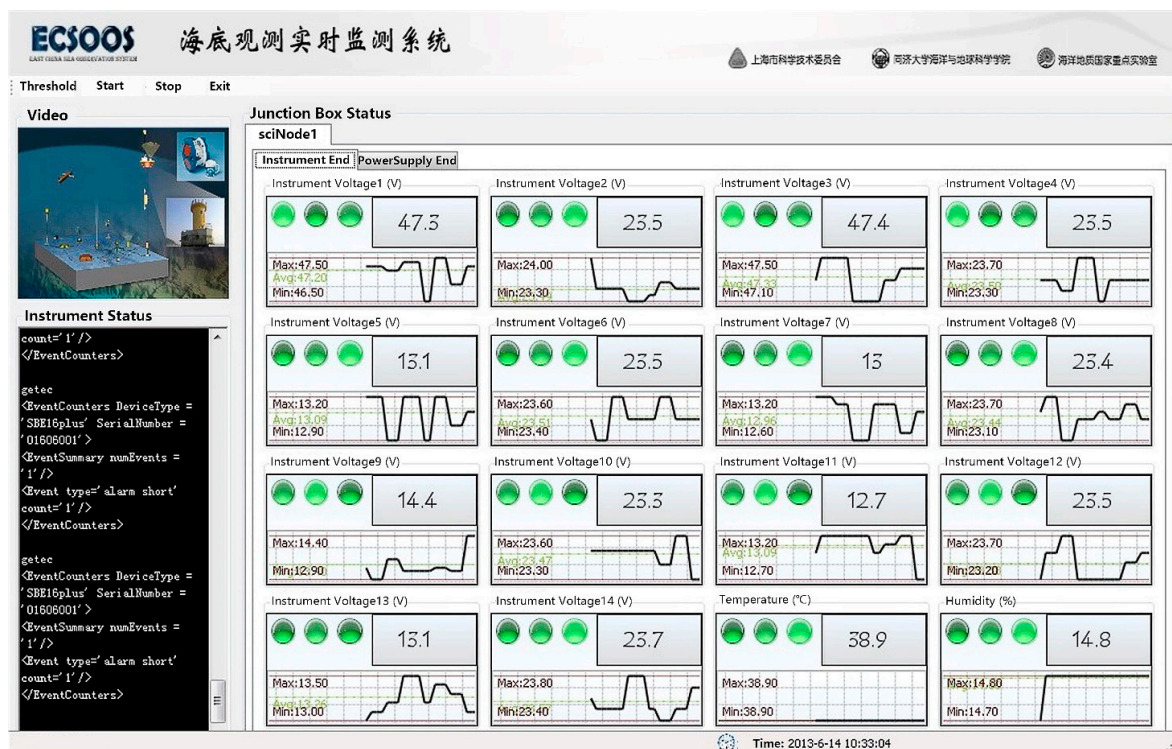 ECSOOS
EAST CHINA SEA OBSERVATION SYSTEM
海底观测实时监测系统
上海市科学技术委员会
同济大学海洋与地球科学学院
海洋地质国家重点实验室
Threshold Start Stop Exit
Video
Junction Box Status
sciNode1
Instrument End PowerSupply End
Instrument Voltage1 (V)
47.3
Max:47.50
Avg:47.20
Min:46.50
Instrument Voltage2 (V)
23.5
Max:24.00
Min:23.30
Instrument Voltage3 (V)
47.4
Max:47.50
Avg:47.33
Min:47.10
Instrument Voltage4 (V)
23.5
Max:23.70
Avg:23.50
Min:23.30
Instrument Status
count='1'/>
</EventCounters>
getec
<EventCounters DeviceType =
'SBE16plus' SerialNumber =
'01606001'>
<EventSummary numEvents =
'1'/>
<Event type='alarm short'
count='1'/>
</EventCounters>
getec
<EventCounters DeviceType =
'SBE16plus' SerialNumber =
'01606001'>
<EventSummary numEvents =
'1'/>
<Event type='alarm short'
count='1'/>
</EventCounters>
Instrument Voltage5 (V)
13.1
Max:13.20
Avg:13.09
Min:12.90
Instrument Voltage6 (V)
23.5
Max:23.60
Avg:23.51
Min:23.40
Instrument Voltage7 (V)
13
Max:13.20
Avg:12.96
Min:12.60
Instrument Voltage8 (V)
23.4
Max:23.70
Avg:23.44
Min:23.10
Instrument Voltage9 (V)
14.4
Max:14.40
Min:12.90
Instrument Voltage10 (V)
23.3
Max:23.60
Avg:23.47
Min:23.30
Instrument Voltage11 (V)
12.7
Max:13.20
Avg:13.09
Min:12.70
Instrument Voltage12 (V)
23.5
Max:23.70
Min:23.20
Instrument Voltage13 (V)
13.1
Max:13.50
Avg:13.26
Min:13.00
Instrument Voltage14 (V)
23.7
Max:23.80
Min:23.40
Temperature (℃)
38.9
Max:38.90
Min:38.90
Humidity (%)
14.8
Max:14.80
Min:14.70
Time: 2013-6-14 10:33:04